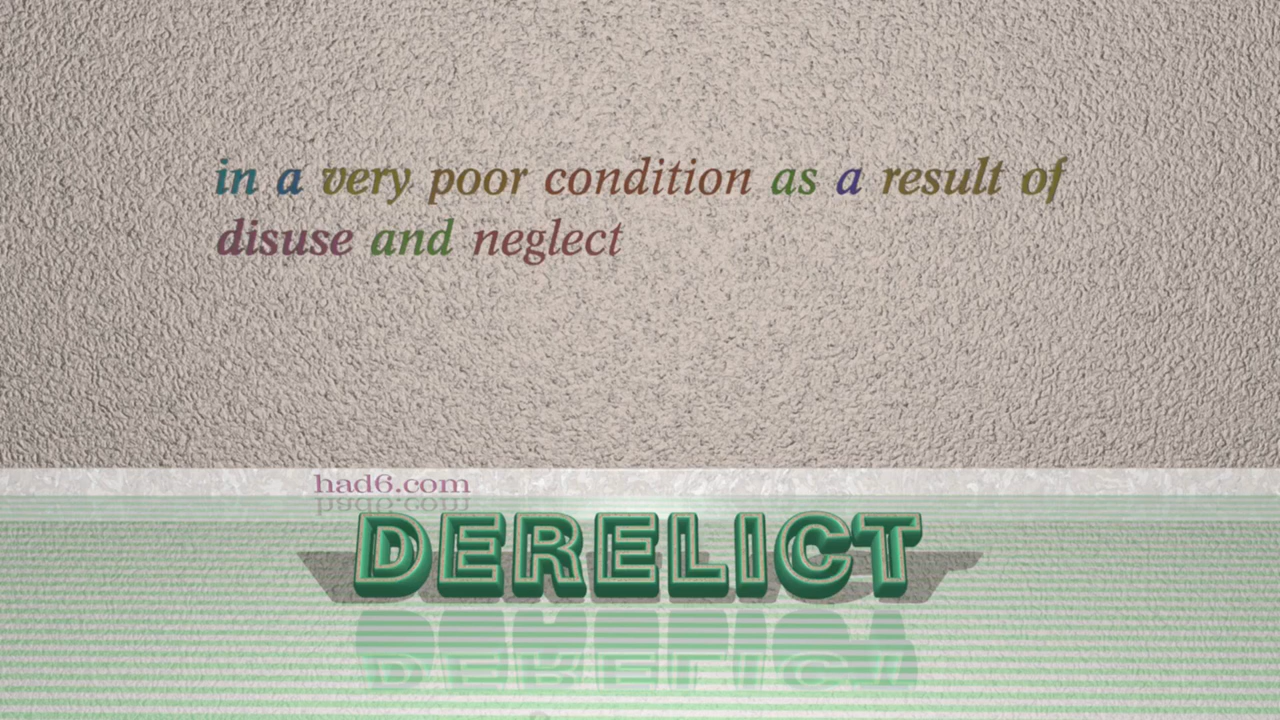 in a very poor condition as a result of
disuse and neglect
had6.com
DERELICT